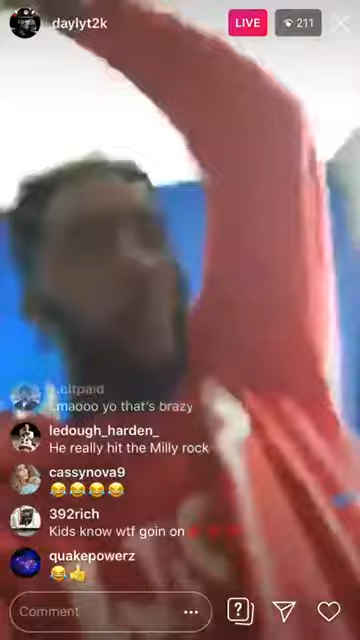 daylyt2k
LIVE
211
Lmaooo yo that's brazy
ledough_harden_
He really hit the Milly rock
cassynova9
😂😂😂😂
392rich
Kids know wtf goin on
quakepowerz
😂👍
Comment